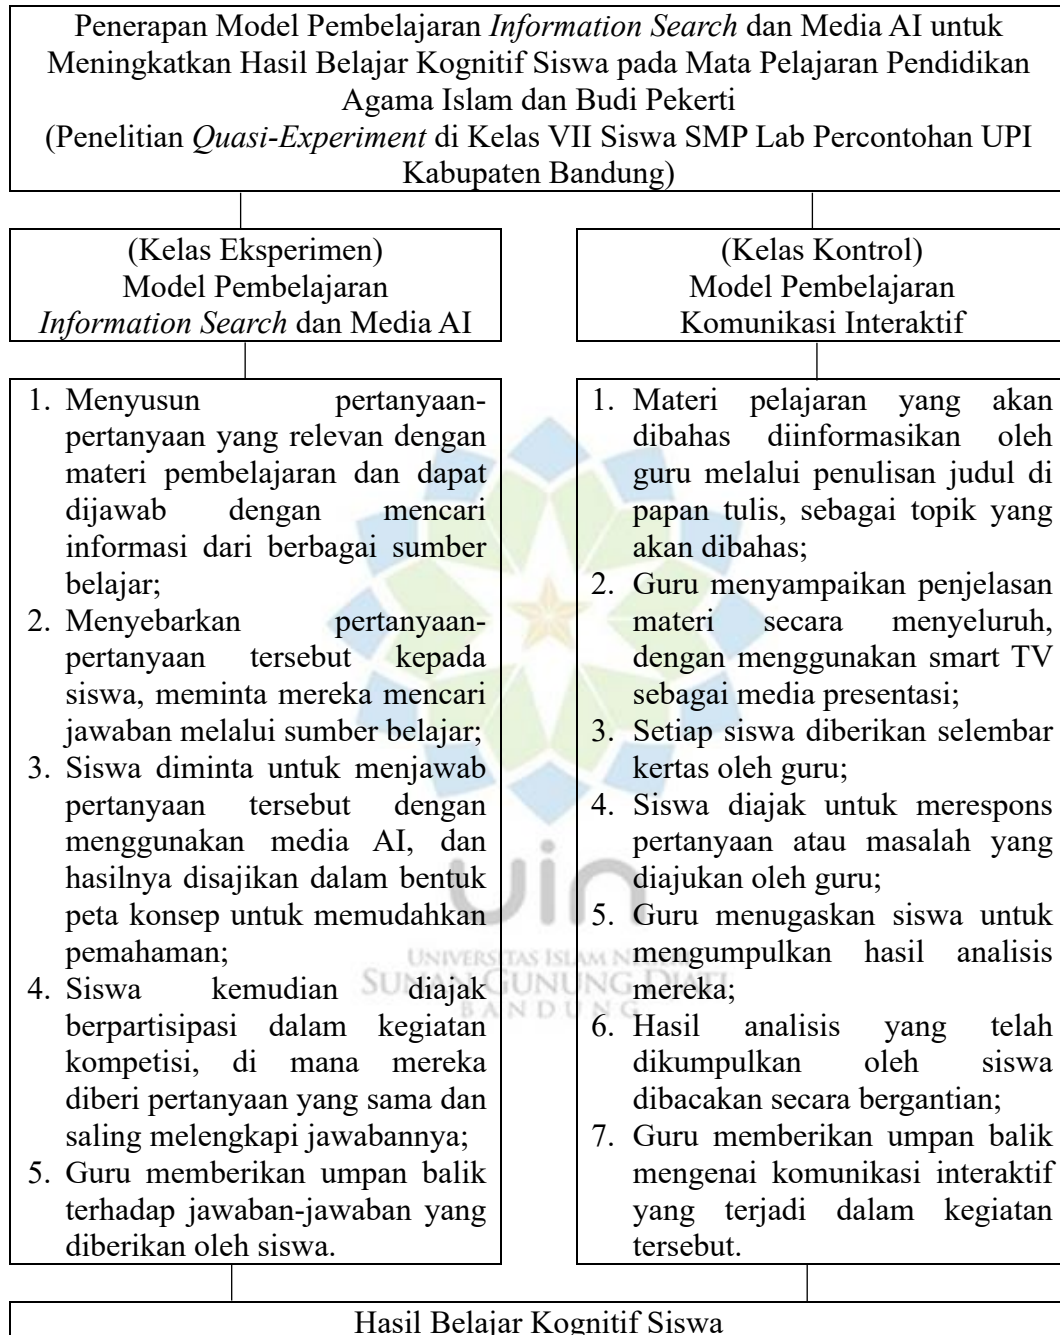 Penerapan Model Pembelajaran Information Search dan Media AI untuk
Meningkatkan Hasil Belajar Kognitif Siswa pada Mata Pelajaran Pendidikan
Agama Islam dan Budi Pekerti
(Penelitian Quasi-Experiment di Kelas VII Siswa SMP Lab Percontohan UPI
Kabupaten Bandung)
(Kelas Eksperimen)
Model Pembelajaran
Information Search dan Media AI
(Kelas Kontrol)
Model Pembelajaran
Komunikasi Interaktif
1. Menyusun pertanyaan-
pertanyaan yang relevan dengan
materi pembelajaran dan dapat
dijawab dengan mencari
informasi dari berbagai sumber
belajar;
2. Menyebarkan pertanyaan-
pertanyaan tersebut kepada
siswa, meminta mereka mencari
jawaban melalui sumber belajar;
3. Siswa diminta untuk menjawab
pertanyaan tersebut dengan
menggunakan media AI, dan
hasilnya disajikan dalam bentuk
peta konsep untuk memudahkan
pemahaman;
4. Siswa kemudian diajak
berpartisipasi dalam kegiatan
kompetisi, di mana mereka
diberi pertanyaan yang sama dan
saling melengkapi jawabannya;
5. Guru memberikan umpan balik
terhadap jawaban-jawaban yang
diberikan oleh siswa.
1. Materi pelajaran yang akan
dibahas diinformasikan oleh
guru melalui penulisan judul di
papan tulis, sebagai topik yang
akan dibahas;
2. Guru menyampaikan penjelasan
materi secara menyeluruh,
dengan menggunakan smart TV
sebagai media presentasi;
3. Setiap siswa diberikan selembar
kertas oleh guru;
4. Siswa diajak untuk merespons
pertanyaan atau masalah yang
diajukan oleh guru;
5. Guru menugaskan siswa untuk
mengumpulkan hasil analisis
mereka;
6. Hasil analisis yang telah
dikumpulkan oleh siswa
dibacakan secara bergantian;
7. Guru memberikan umpan balik
mengenai komunikasi interaktif
yang terjadi dalam kegiatan
tersebut.
uin
UNIVERSITAS ISLAM
SUNAN GUNUNG DJATI
BANDUNG
Hasil Belajar Kognitif Siswa